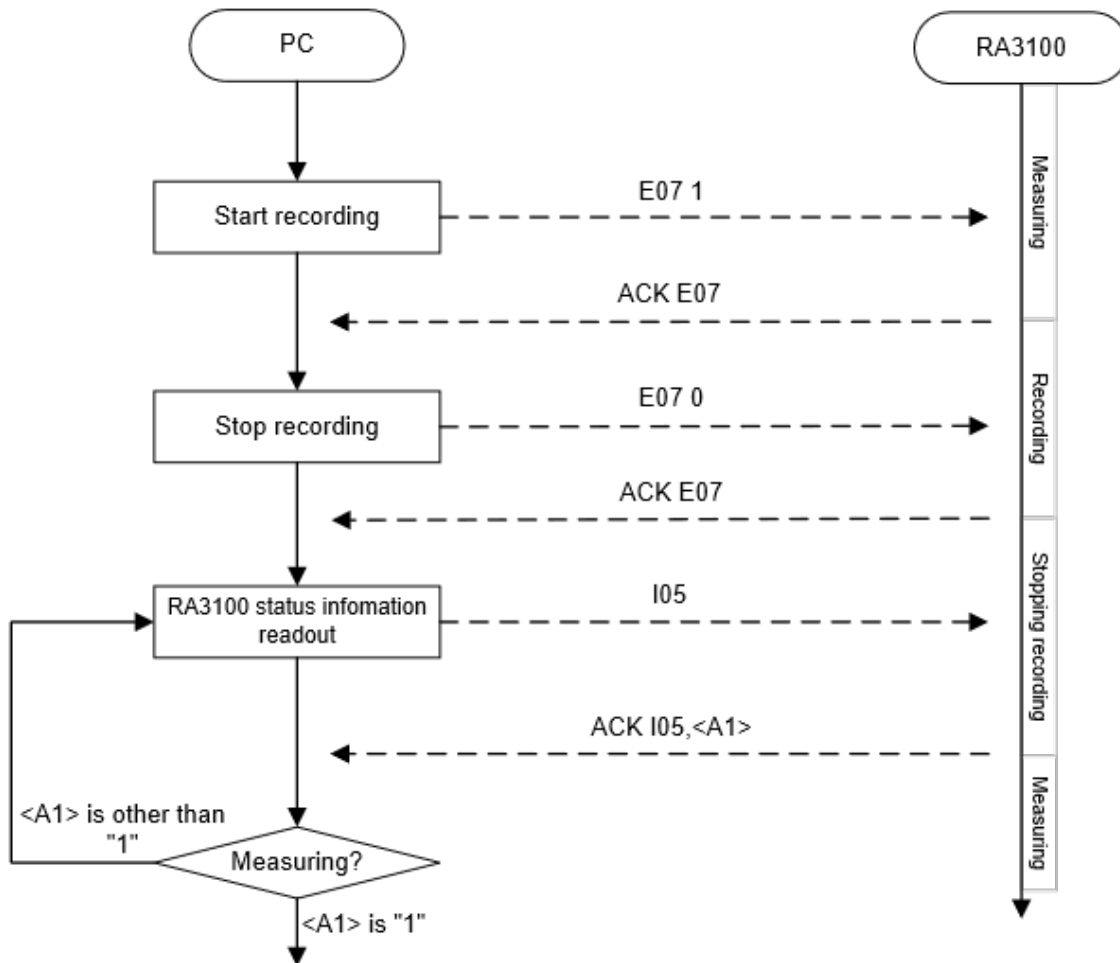 PC
RA3100
Measuring
Start recording
E07 1
ACK E07
Recording
Stop recording
E07 0
ACK E07
Stopping recording
RA3100 status infomation
readout
I05
ACK I05,<A1>
Measuring
<A1> is other than
"1"
Measuring?
<A1> is "1"